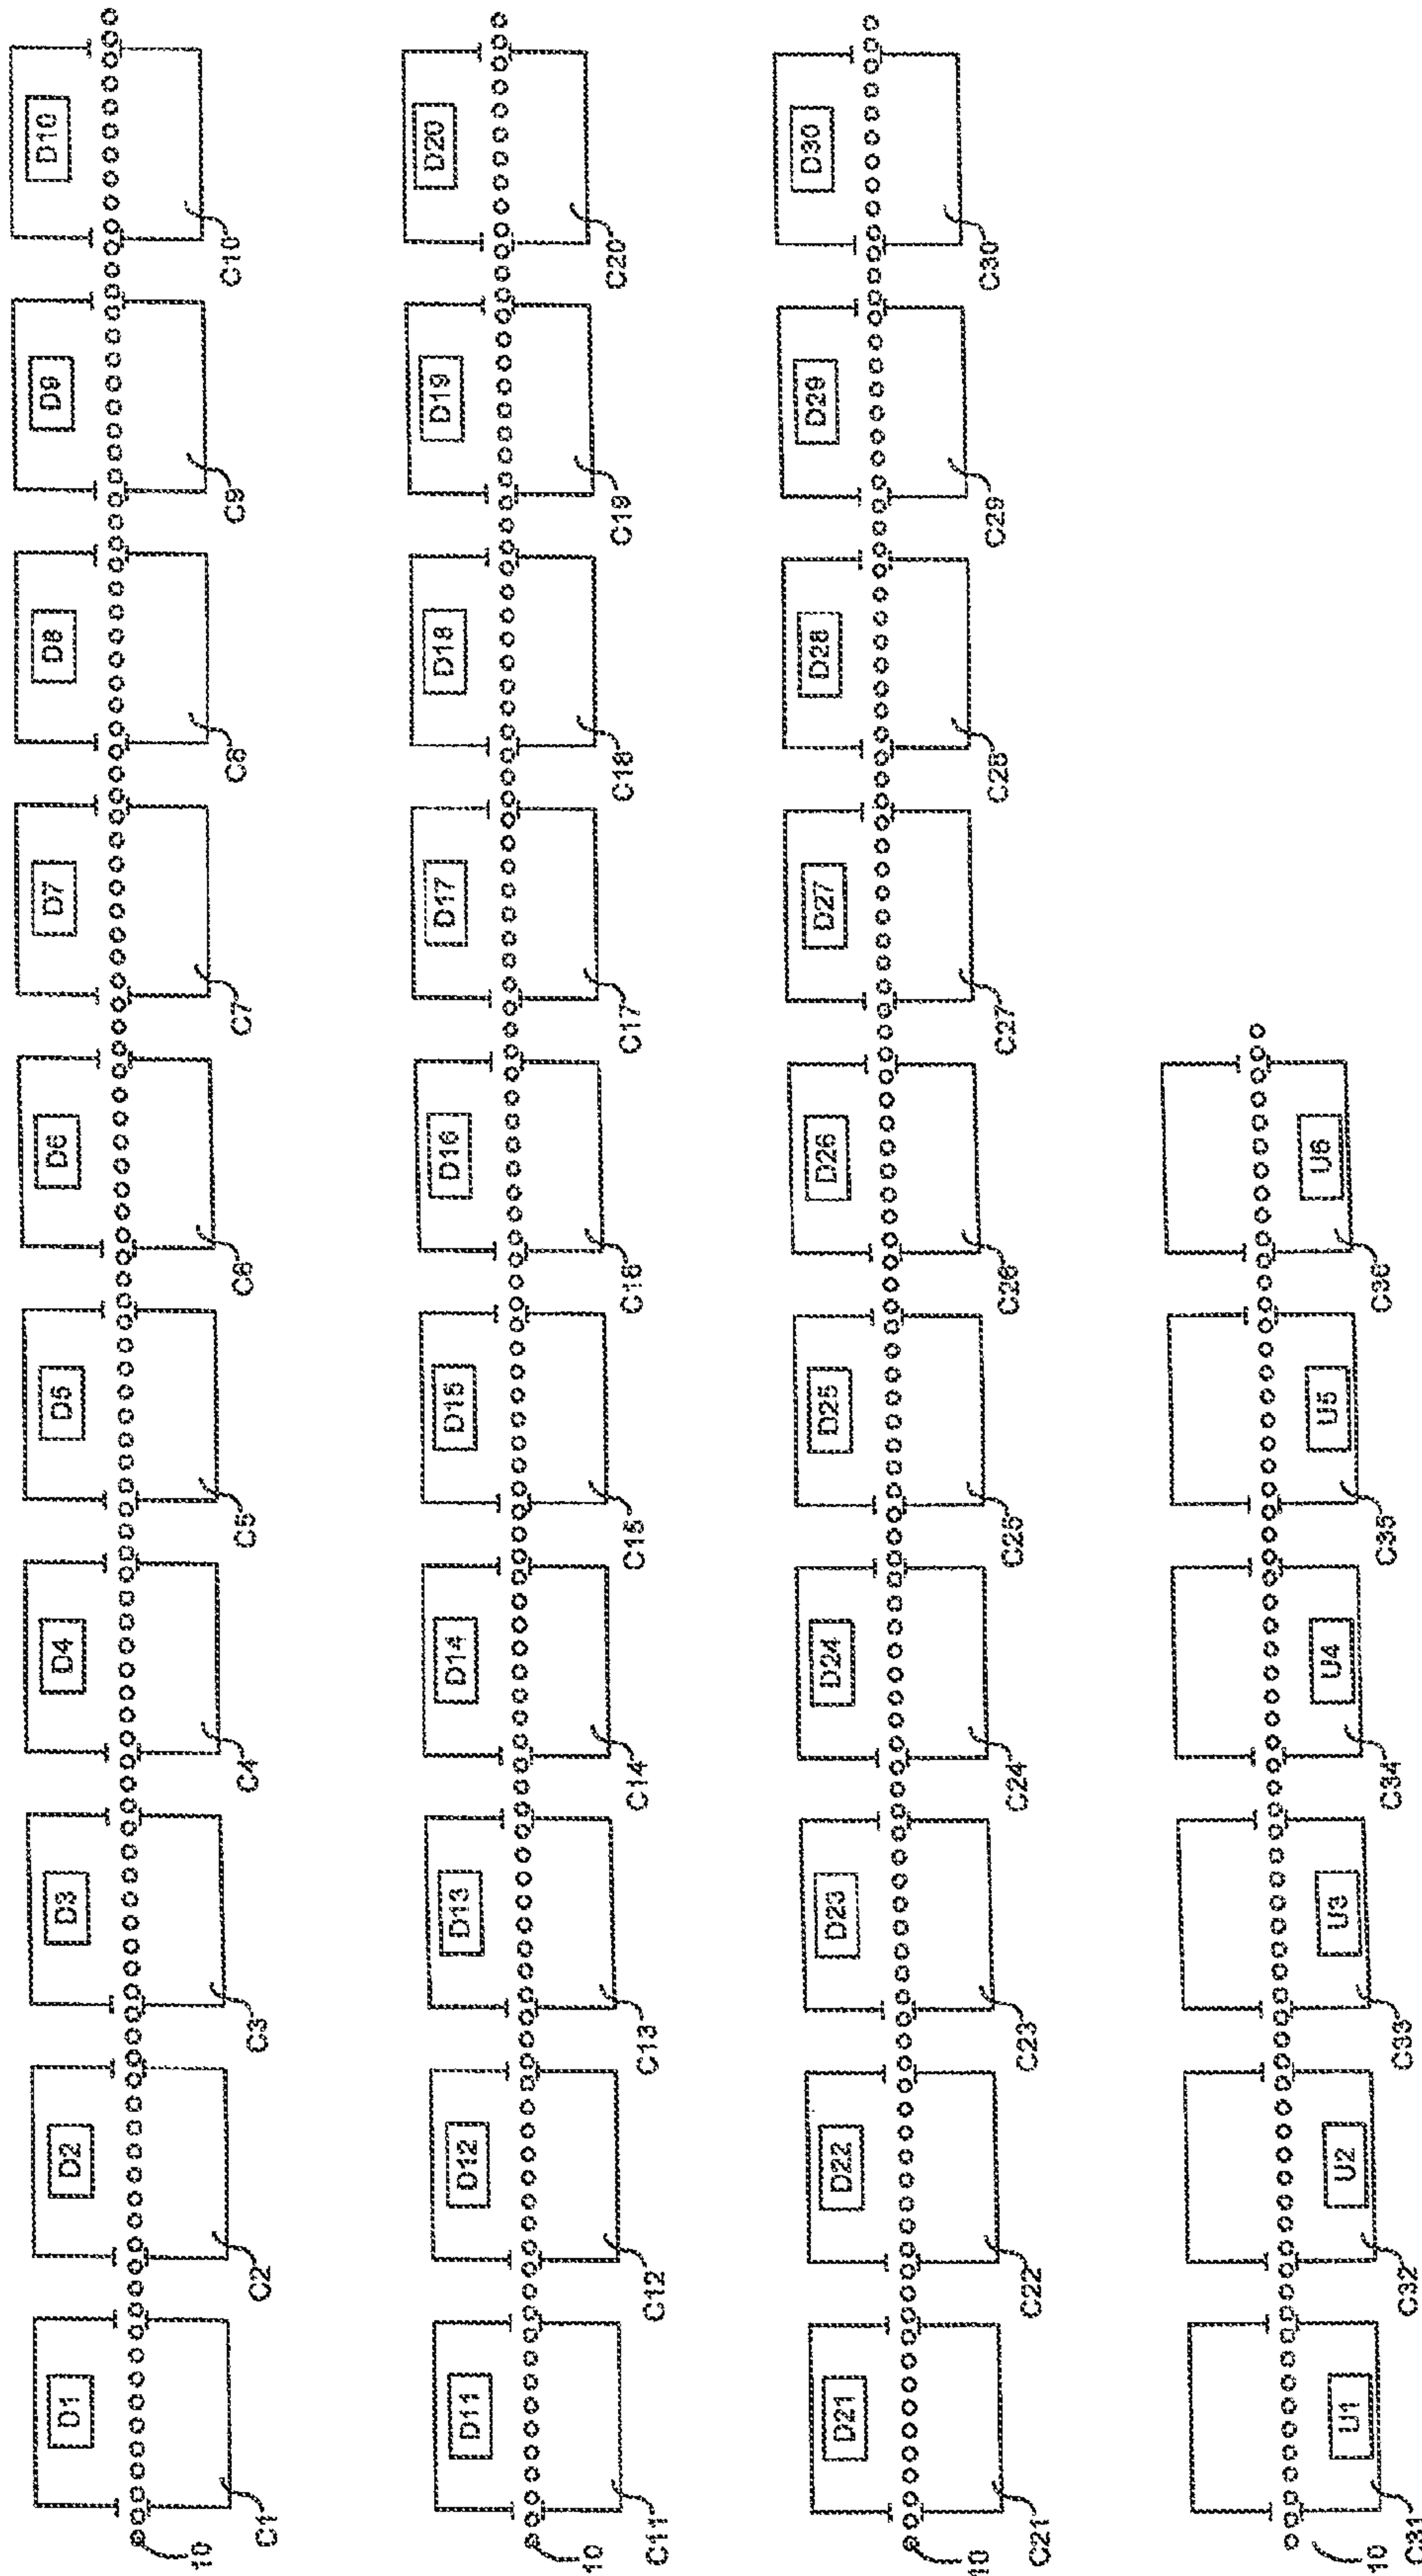 D1 D2 D3 D4 D5 D6 D7 D8 D9 D10
10 C1 C2 C3 C4 C5 C6 C7 C8 C9 C10
D11 D12 D13 D14 D15 D16 D17 D18 D19 D20
10 C11 C12 C13 C14 C15 C16 C17 C18 C19 C20
D21 D22 D23 D24 D25 D26 D27 D28 D29 D30
10 C21 C22 C23 C24 C25 C26 C27 C28 C29 C30
U1 U2 U3 U4 U5 U6
10 C31 C32 C33 C34 C35 C36